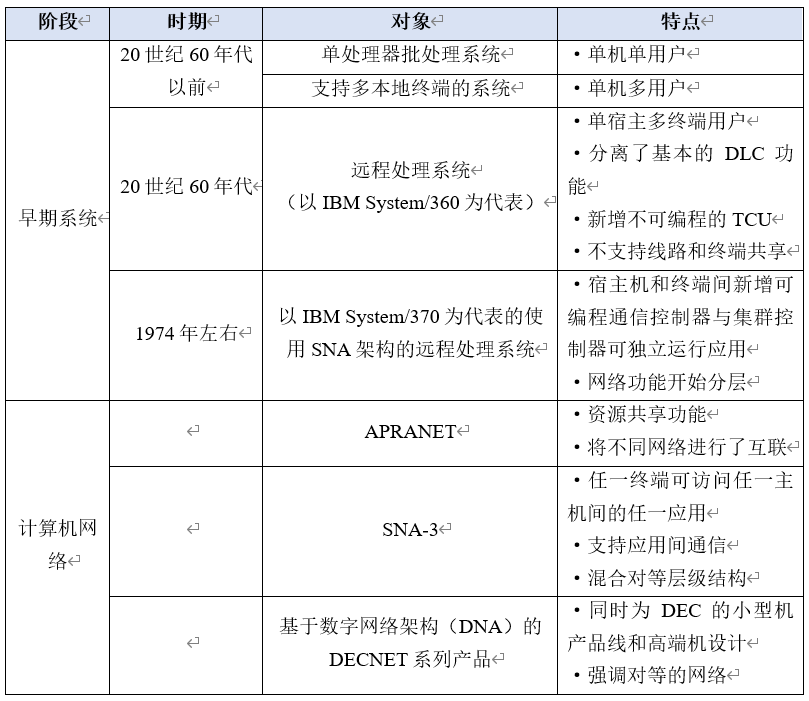 阶段 时期 对象 特点
早期系统
20 世纪 60 年代
以前
单处理器批处理系统
·单机单用户
支持多本地终端的系统
·单机多用户
20 世纪 60 年代
远程处理系统
（以 IBM System/360 为代表）
·单宿主多终端用户
·分离了基本的 DLC 功
能
·新增不可编程的 TCU
·不支持线路和终端共享
1974 年左右
以 IBM System/370 为代表的使
用 SNA 架构的远程处理系统
·宿主机和终端间新增可
编程通信控制器与集群控
制器可独立运行应用
·网络功能开始分层
计算机网
络
APRANET
·资源共享功能
·将不同网络进行了互联
SNA-3
·任一终端可访问任一主
机间的任一应用
·支持应用间通信
·混合对等层级结构
基于数字网络架构（DNA）的
DECNET 系列产品
·同时为 DEC 的小型机
产品线和高端机设计
·强调对等的网络